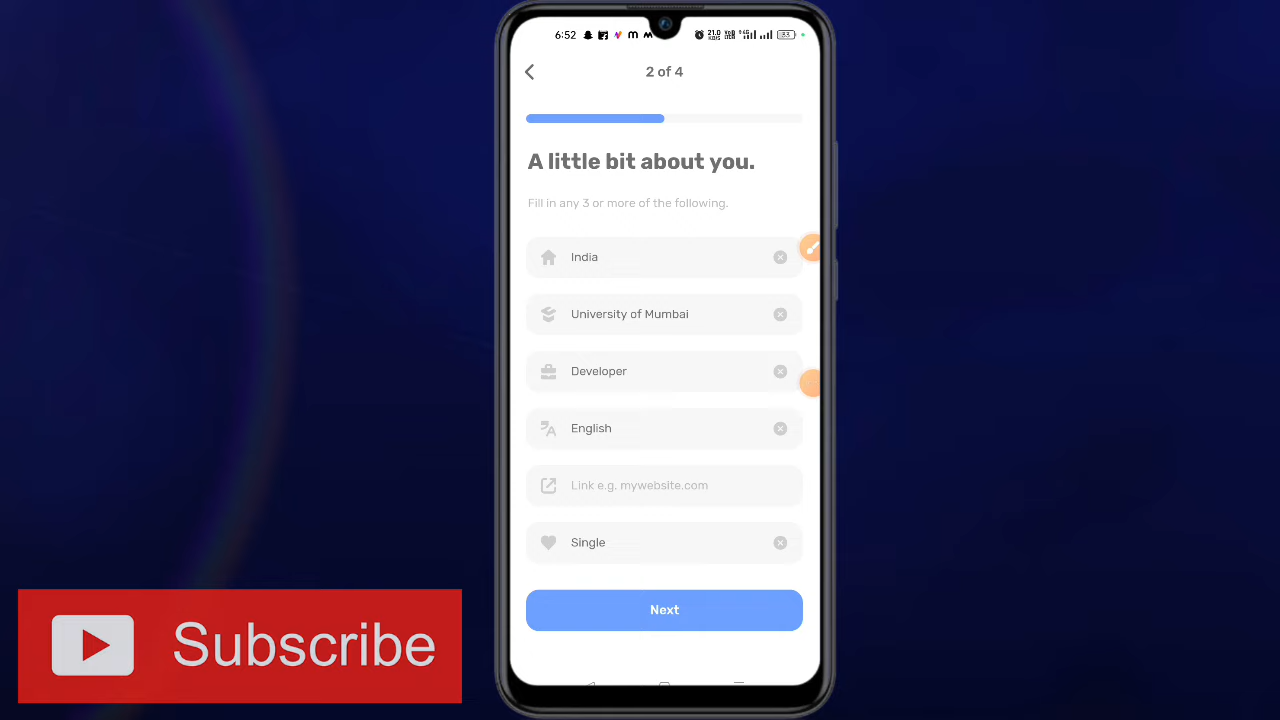 6:52
2 of 4
A little bit about you.
Fill in any 3 or more of the following.
India
University of Mumbai
Developer
English
Link e.g. mywebsite.com
Single
Next
Subscribe